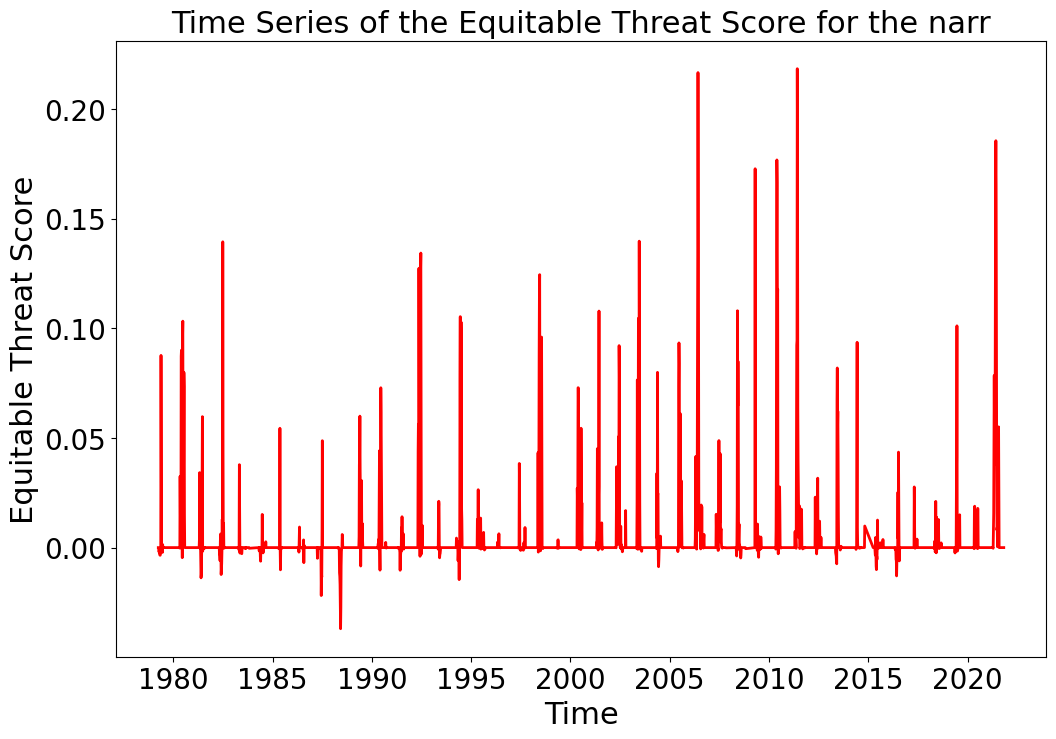 Time Series of the Equitable Threat Score for the narr
Equitable Threat Score
0.20
0.15
0.10
0.05
0.00
1980 1985 1990 1995 2000 2005 2010 2015 2020
Time